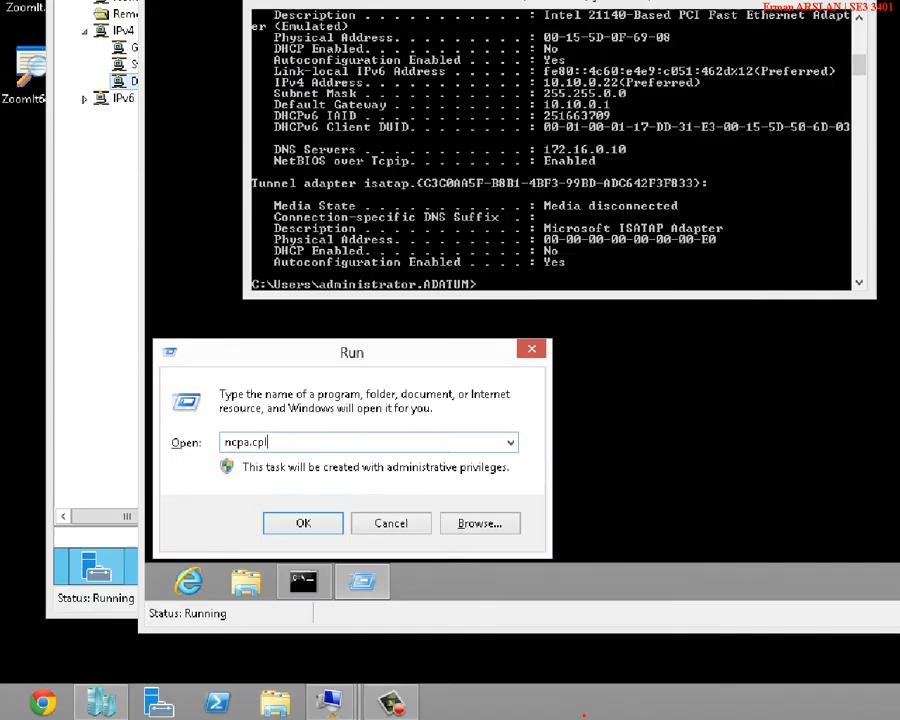 Erman ARSLAN | SE3 3401
ZoomIt.
Remo
IPv4
IPv6
ZoomIt6
Description . . . . . . . . . . . : Intel 21140-Based PCI Fast Ethernet Adapt
er (Emulated)
Physical Address. . . . . . . . . : 00-15-5D-0F-69-08
DHCP Enabled. . . . . . . . . . . : No
Autoconfiguration Enabled . . . . : Yes
Link-local IPv6 Address . . . . . : fe80::4c60:e4e9:c051:462d%12(Preferred)
IPv4 Address. . . . . . . . . . . : 10.10.0.22(Preferred)
Subnet Mask . . . . . . . . . . . : 255.255.0.0
Default Gateway . . . . . . . . . : 10.10.0.1
DHCPv6 IAID . . . . . . . . . . . : 251663709
DHCPv6 Client DUID. . . . . . . . : 00-01-00-01-17-DD-31-E3-00-15-5D-50-6D-03
DNS Servers . . . . . . . . . . . : 172.16.0.10
NetBIOS over Tcpip. . . . . . . . : Enabled
Tunnel adapter isatap.{C3C0AA5F-B8B1-4BF3-99BD-ADC642F3F833}:
Media State . . . . . . . . . . . : Media disconnected
Connection-specific DNS Suffix  . :
Description . . . . . . . . . . . : Microsoft ISATAP Adapter
Physical Address. . . . . . . . . : 00-00-00-00-00-00-00-E0
DHCP Enabled. . . . . . . . . . . : No
Autoconfiguration Enabled . . . . : Yes
C:\Users\administrator.ADATUM>
Run
Type the name of a program, folder, document, or Internet
resource, and Windows will open it for you.
Open: ncpa.cpl
This task will be created with administrative privileges.
OK Cancel Browse...
Status: Running
Status: Running